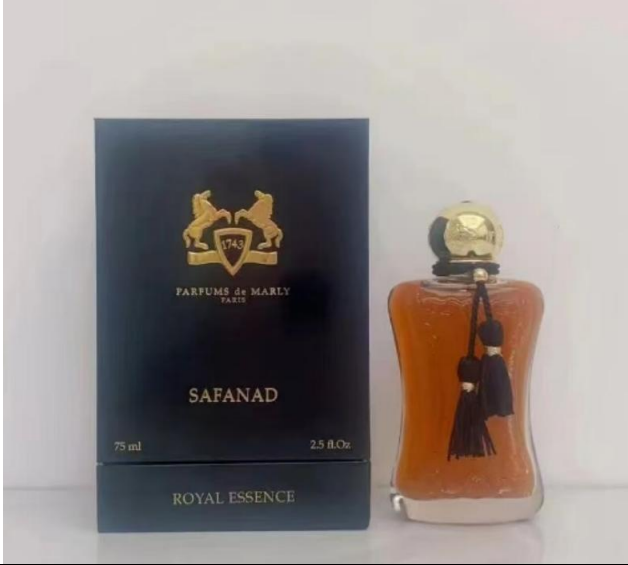 1743
PARFUMS de MARLY
PARIS
SAFANAD
75 ml 2.5 fl.Oz
ROYAL ESSENCE